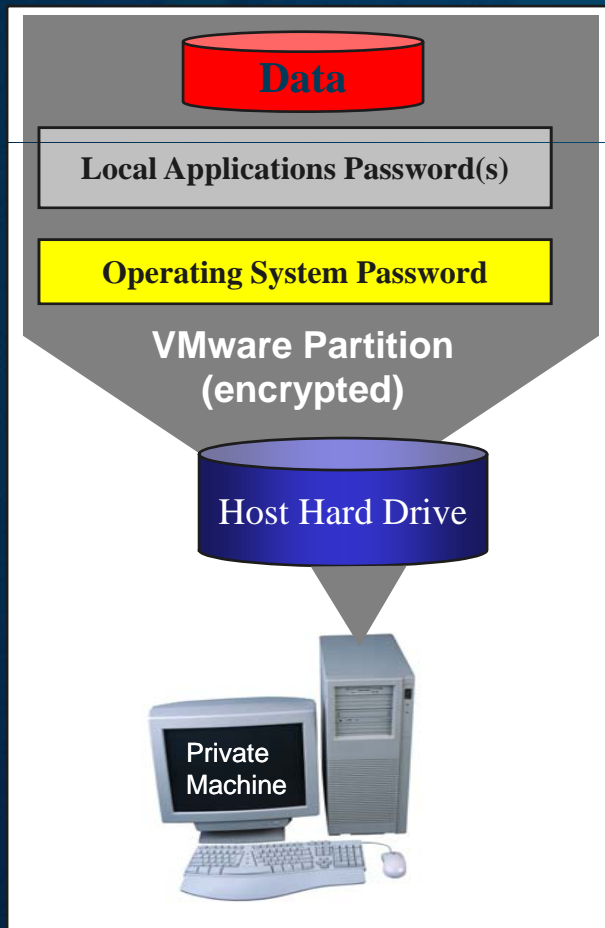 Data
Local Applications Password(s)
Operating System Password
VMware Partition
(encrypted)
Host Hard Drive
Private
Machine